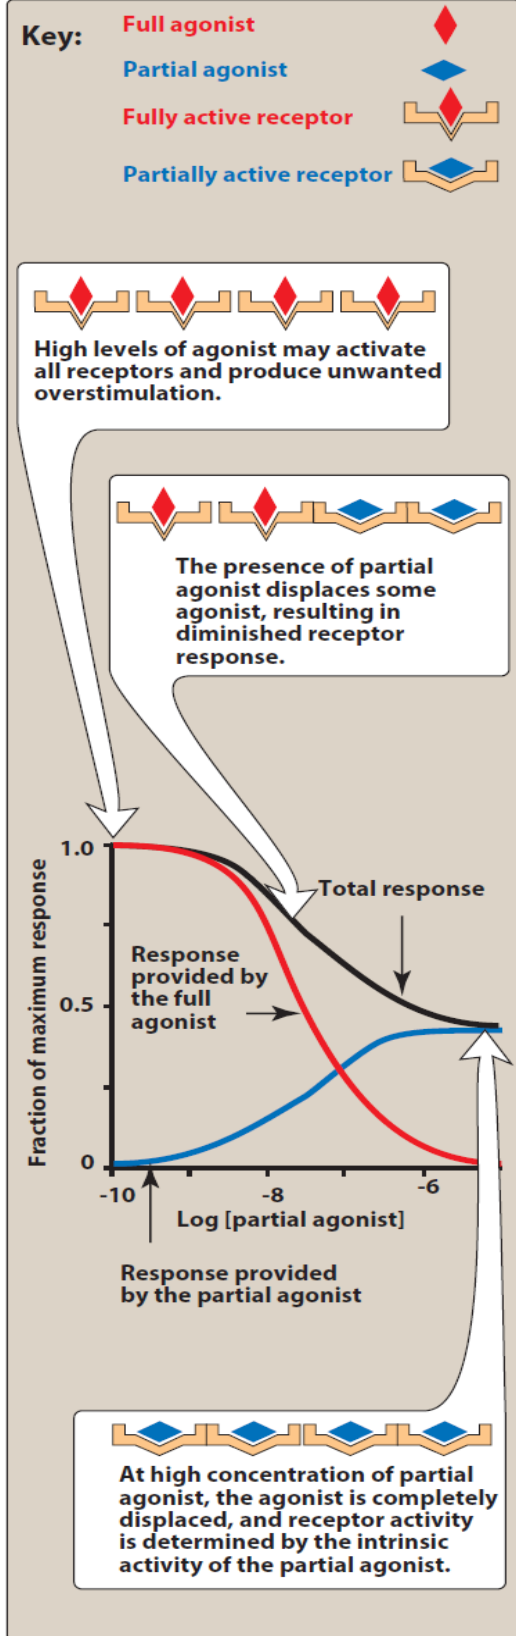 Key:
Full agonist
Partial agonist
Fully active receptor
Partially active receptor
High levels of agonist may activate
all receptors and produce unwanted
overstimulation.
The presence of partial
agonist displaces some
agonist, resulting in
diminished receptor
response.
Fraction of maximum response
1.0
0.5
0
Total response
Response
provided by
the full
agonist
-10
-8
-6
Log [partial agonist]
Response provided
by the partial agonist
At high concentration of partial
agonist, the agonist is completely
displaced, and receptor activity
is determined by the intrinsic
activity of the partial agonist.